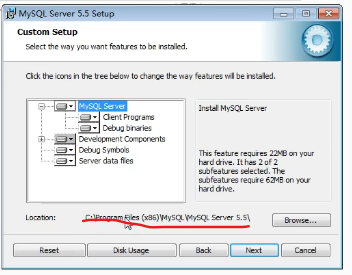 MySQL Server 5.5 Setup
Custom Setup
Select the way you want features to be installed.
Click the icons in the tree below to change the way features will be installed.
MySQL Server
Client Programs
Debug binaries
Development Components
Debug Symbols
Server data files
Install MySQL Server
This feature requires 22MB on your
hard drive. It has 2 of 2
subfeatures selected. The
subfeatures require 62MB on your
hard drive.
Location: C:\Program Files (x86)\MySQL\MySQL Server 5.5\
Browse...
Reset Disk Usage Back Next Cancel